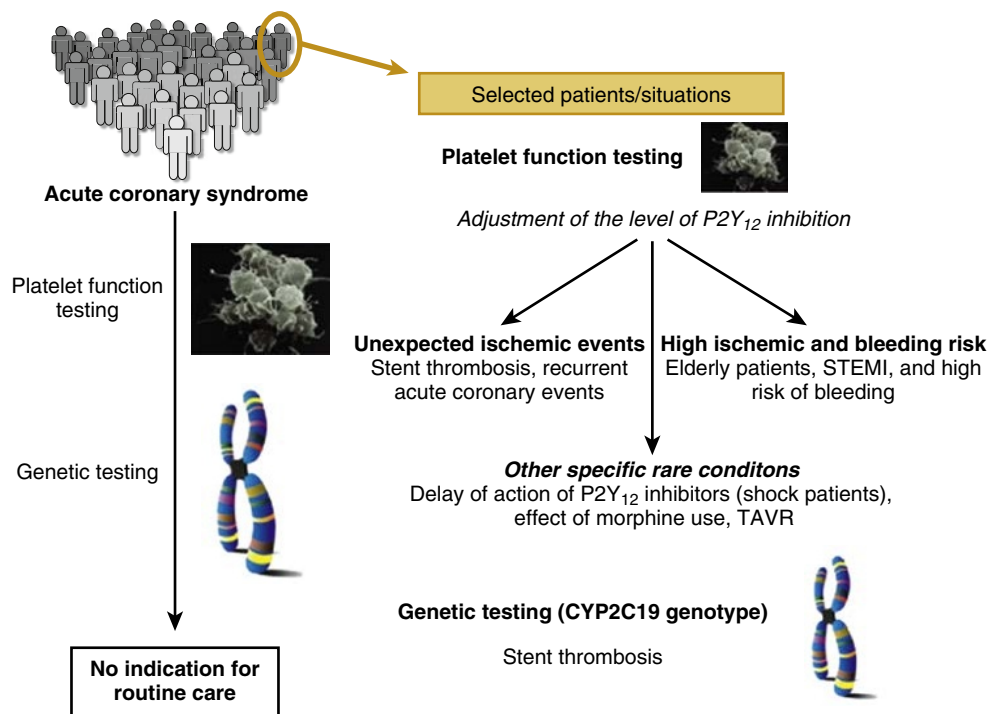 Acute coronary syndrome
Platelet function
testing
Genetic testing
No indication for
routine care
Selected patients/situations
Platelet function testing
Adjustment of the level of P2Y12 inhibition
Unexpected ischemic events
Stent thrombosis, recurrent
acute coronary events
High ischemic and bleeding risk
Elderly patients, STEMI, and high
risk of bleeding
Other specific rare conditons
Delay of action of P2Y12 inhibitors (shock patients),
effect of morphine use, TAVR
Genetic testing (CYP2C19 genotype)
Stent thrombosis